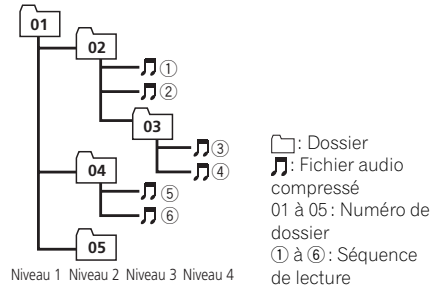 01
02
①
②
03
③
④
04
⑤
⑥
05
Niveau 1 Niveau 2 Niveau 3 Niveau 4
: Dossier
: Fichier audio
compressé
01 à 05 : Numéro de
dossier
① à ⑥ : Séquence
de lecture